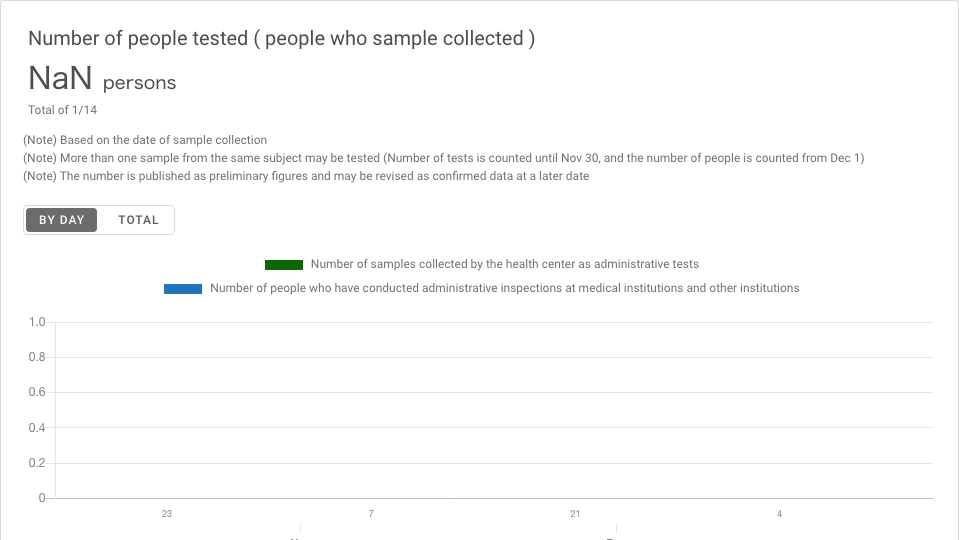 Number of people tested ( people who sample collected )
NaN persons
Total of 1/14
(Note) Based on the date of sample collection
(Note) More than one sample from the same subject may be tested (Number of tests is counted until Nov 30, and the number of people is counted from Dec 1)
(Note) The number is published as preliminary figures and may be revised as confirmed data at a later date
BY DAY TOTAL
Number of samples collected by the health center as administrative tests
Number of people who have conducted administrative inspections at medical institutions and other institutions
1.0
0.8
0.6
0.4
0.2
0
23 7 21 4